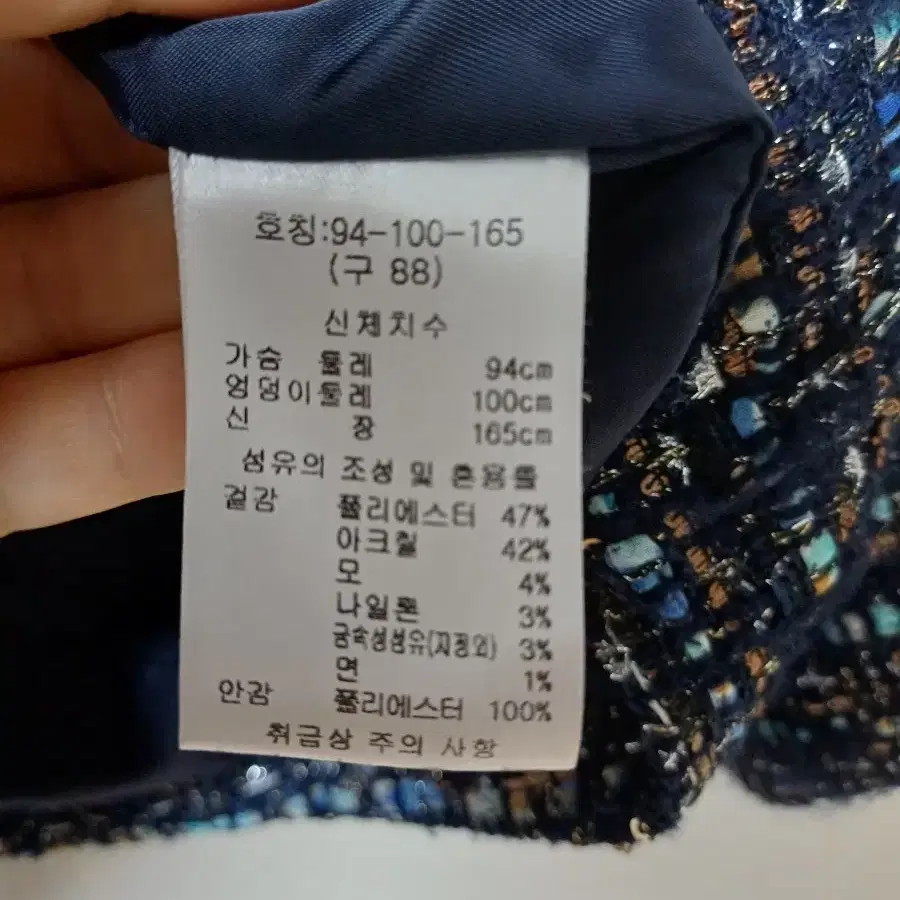 호칭:94-100-165
(구 88)
신체치수
가슴 둘레 94cm
엉덩이둘레 100cm
신 장 165cm
섬유의 조성 및 혼용률
겉감 폴리에스터 47%
아크릴 42%
모 4%
나일론 3%
금속성섬유(지정외) 3%
면 1%
안감 폴리에스터 100%
취급상 주의 사항